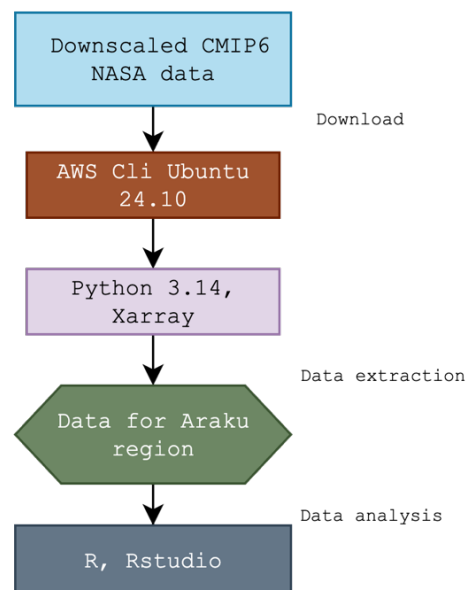 Downscaled CMIP6
NASA data
Download
AWS Cli Ubuntu
24.10
Python 3.14,
Xarray
Data extraction
Data for Araku
region
Data analysis
R, Rstudio